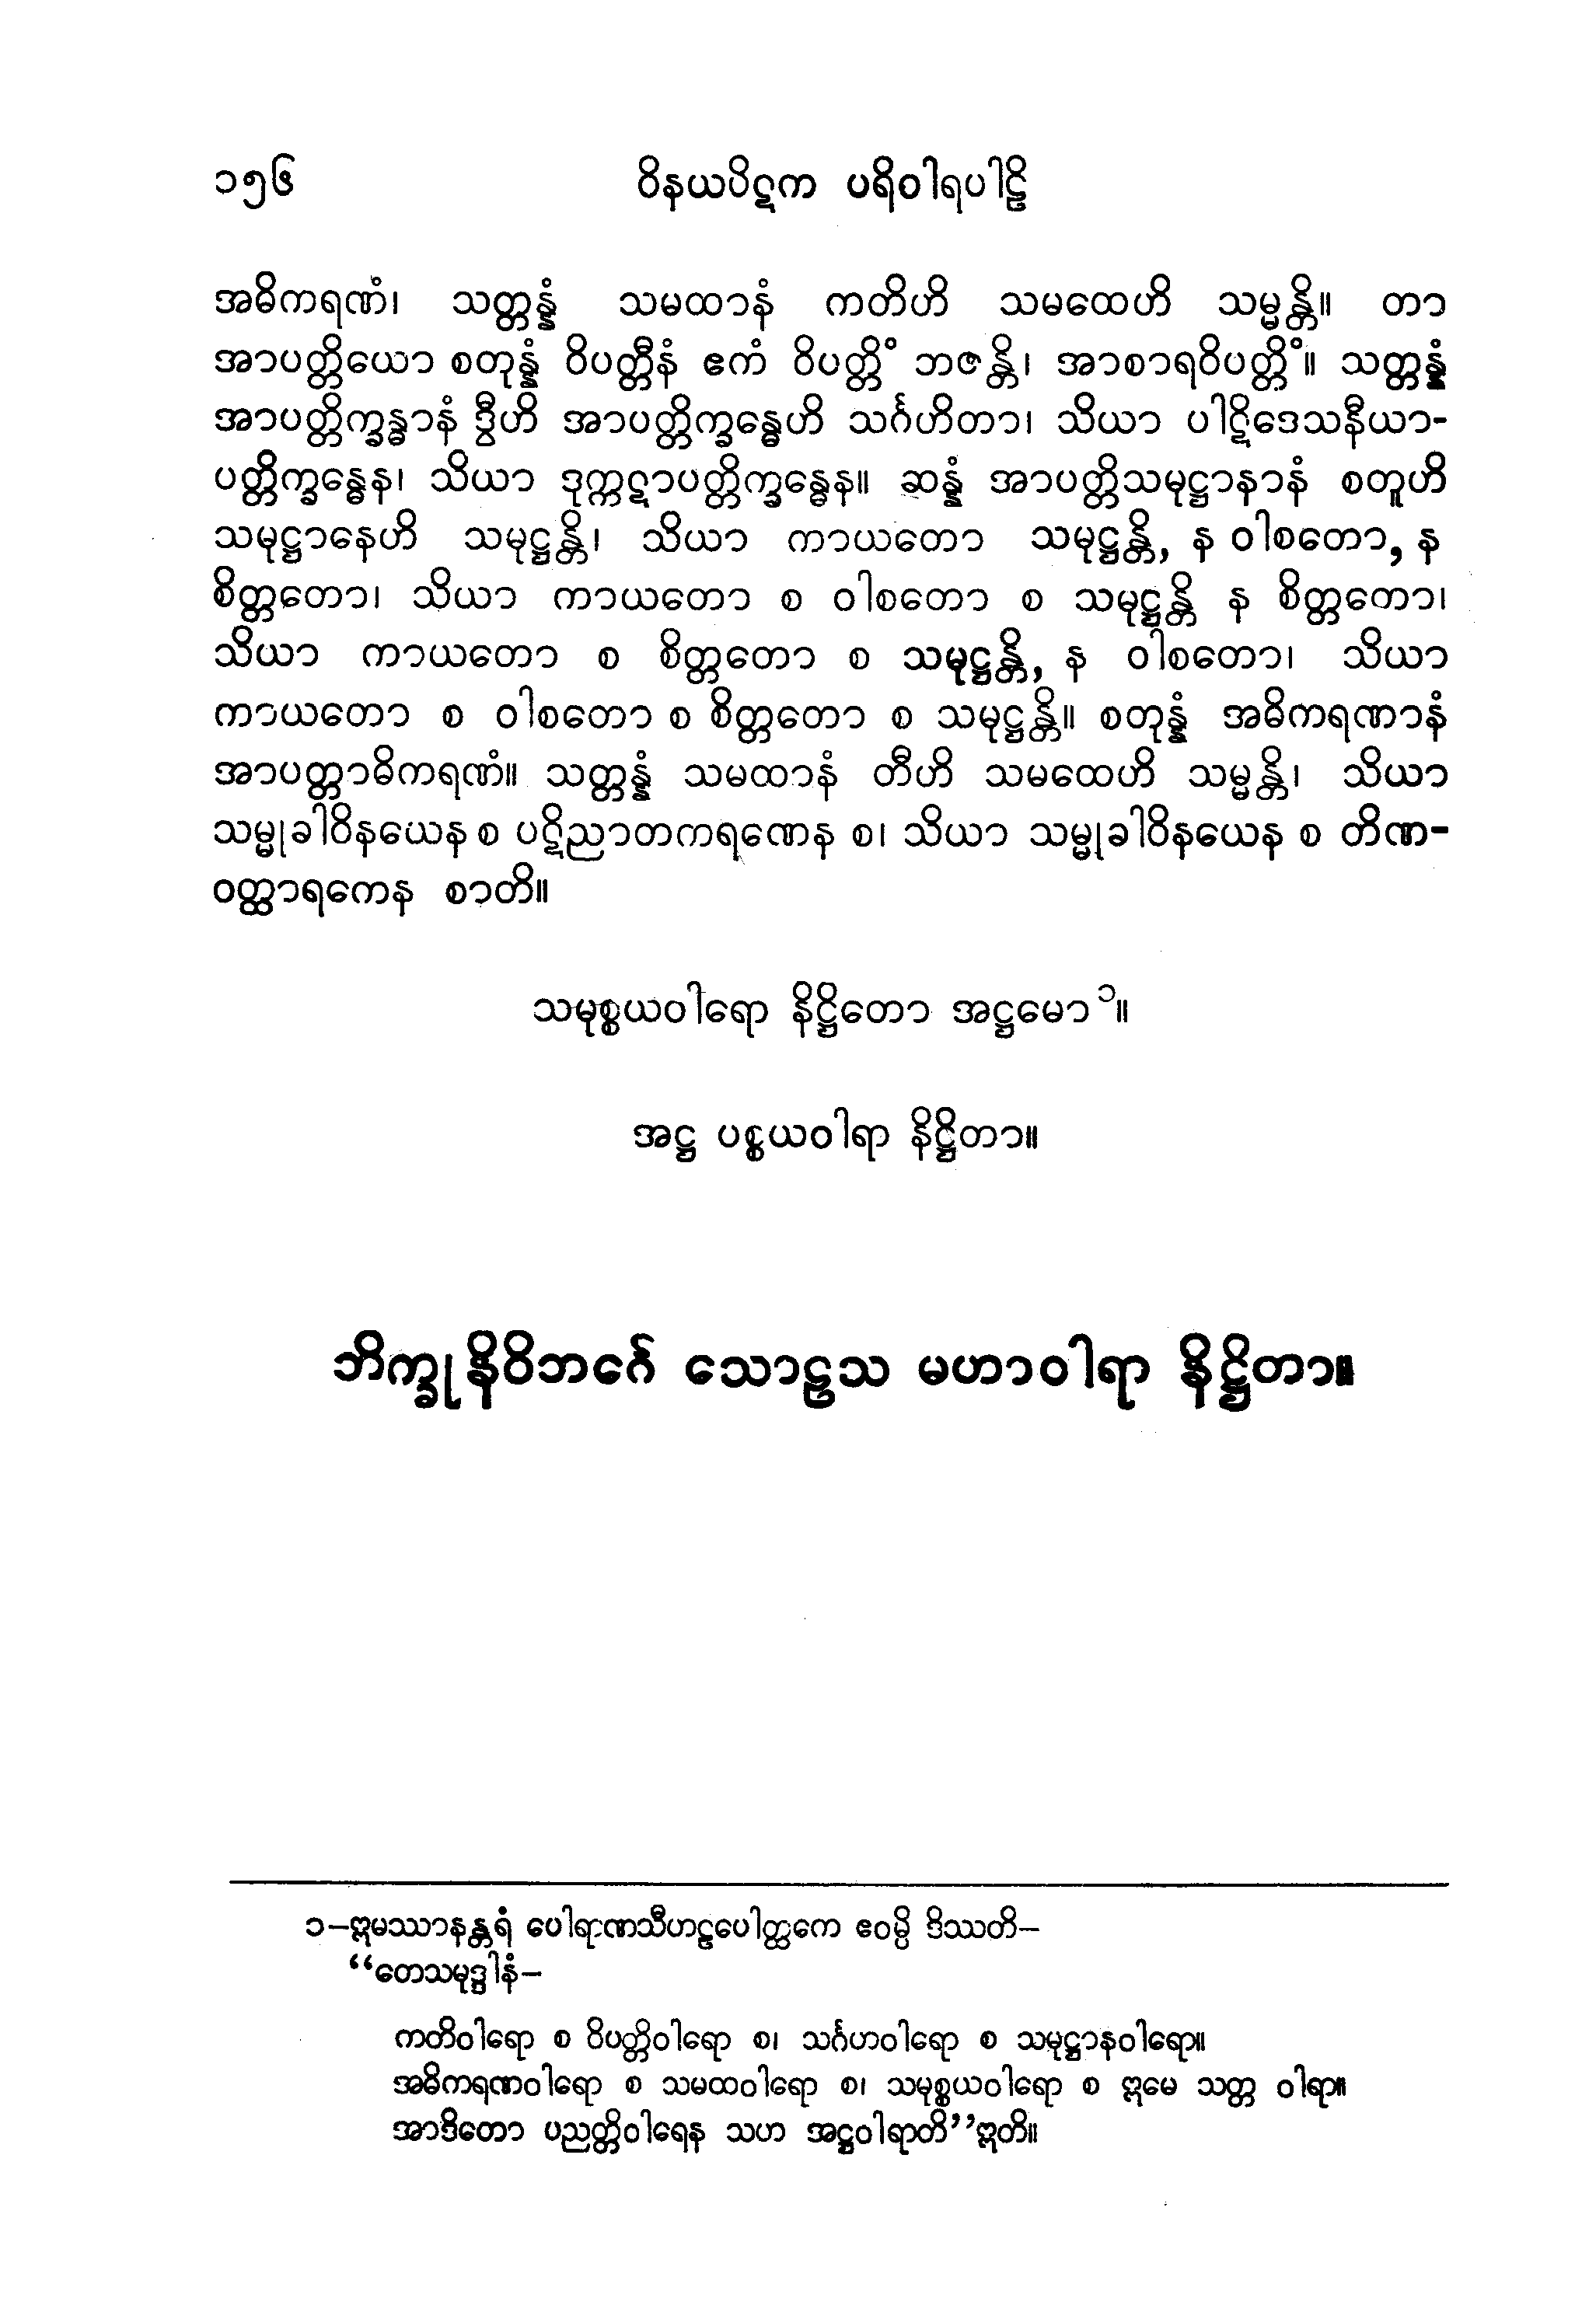 ၁၅၆ ဝိနယပိဋက ပရိဝါရပါဠိ
အဓိကရဏံ၊ သတ္တန္နံ သမထာနံ ကတိဟိ သမထေဟိ သမ္မန္တိ။ တာ
အာပတ္တိယော စတုန္နံ ဝိပတ္တီနံ ဧကံ ဝိပတ္တိံ ဘဇန္တိ၊ အာစာရဝိပတ္တိံ။ သတ္တန္နံ
အာပတ္တိက္ခန္ဓာနံ ဒွီဟိ အာပတ္တိက္ခန္ဓေဟိ သင်္ဂဟိတာ၊ သိယာ ပါဋိဒေသနီယာ-
ပတ္တိက္ခန္ဓေန၊ သိယာ ဒုက္ကဋာပတ္တိက္ခန္ဓေန။ ဆန္နံ အာပတ္တိသမုဋ္ဌာနာနံ စတူဟိ
သမုဋ္ဌာနေဟိ သမုဋ္ဌန္တိ၊ သိယာ ကာယတော သမုဋ္ဌန္တိ, န ဝါစတော, န
စိတ္တတော၊ သိယာ ကာယတော စ ဝါစတော စ သမုဋ္ဌန္တိ န စိတ္တတော၊
သိယာ ကာယတော စ စိတ္တတော စ သမုဋ္ဌန္တိ, န ဝါစတော၊ သိယာ
ကာယတော စ ဝါစတော စ စိတ္တတော စ သမုဋ္ဌန္တိ။ စတုန္နံ အဓိကရဏာနံ
အာပတ္တာဓိကရဏံ။ သတ္တန္နံ သမထာနံ တီဟိ သမထေဟိ သမ္မန္တိ၊ သိယာ
သမ္မုခါဝိနယေန စ ပဋိညာတကရဏေန စ၊ သိယာ သမ္မုခါဝိနယေန စ တိဏ-
ဝတ္ထာရကေန စာတိ။
သမုစ္စယဝါရော နိဋ္ဌိတော အဋ္ဌမော ၁။
အဋ္ဌ ပစ္စယဝါရာ နိဋ္ဌိတာ။
ဘိက္ခုနိဝိဘင်္ဂေ သောဠသ မဟာဝါရာ နိဋ္ဌိတာ။
၁–ဣမဿာနန္တရံ ပေါရာဏသီဟဠပေါတ္ထကေ ဧဝမ္ပိ ဒိဿတိ–
“တေသမုဒ္ဒါနံ–
ကတိဝါရော စ ဝိပတ္တိဝါရော စ၊ သင်္ဂဟဝါရော စ သမုဋ္ဌာနဝါရော။
အဓိကရဏဝါရော စ သမထဝါရော စ၊ သမုစ္စယဝါရော စ ဣမေ သတ္တ ဝါရာ။
အာဒိတော ပညတ္တိဝါရေန သဟ အဋ္ဌဝါရာတိ”ဣတိ။